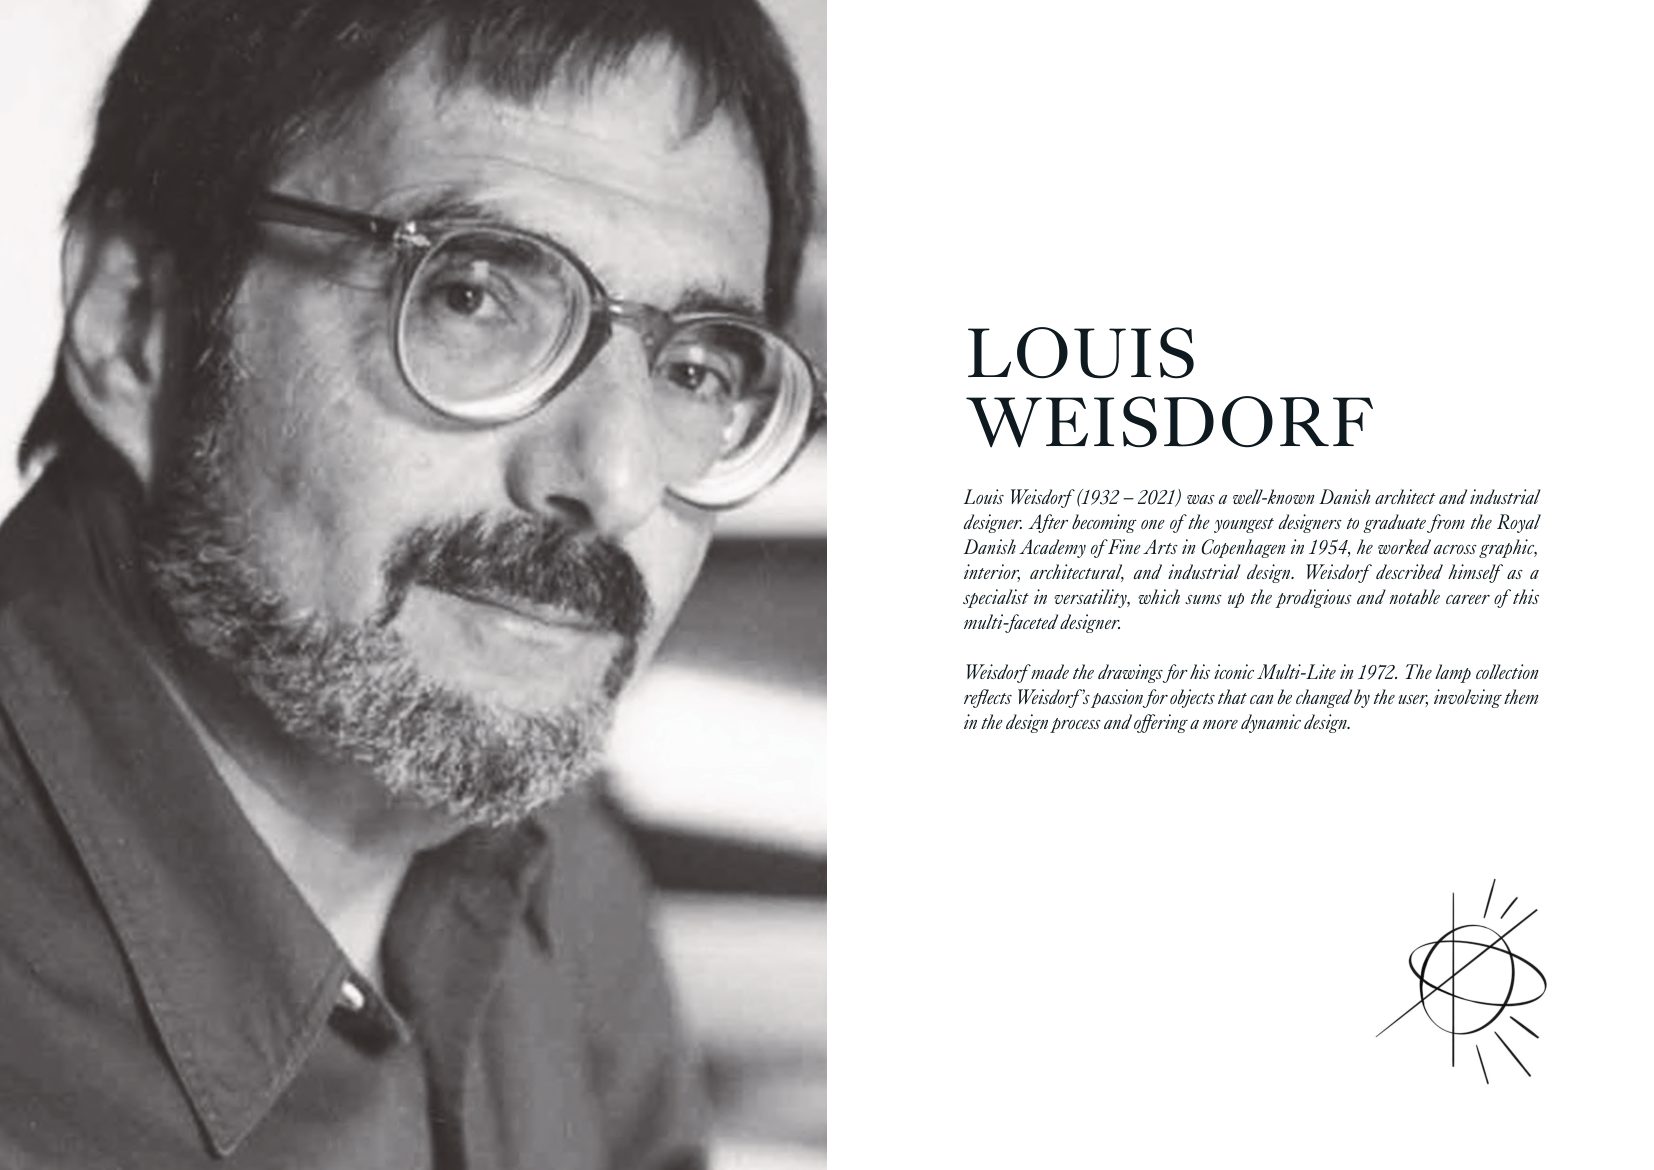 LOUIS
WEISDORF
Louis Weisdorf (1932 – 2021) was a well-known Danish architect and industrial
designer. After becoming one of the youngest designers to graduate from the Royal
Danish Academy of Fine Arts in Copenhagen in 1954, he worked across graphic,
interior, architectural, and industrial design. Weisdorf described himself as a
specialist in versatility, which sums up the prodigious and notable career of this
multi-faceted designer.
Weisdorf made the drawings for his iconic Multi-Lite in 1972. The lamp collection
reflects Weisdorf's passion for objects that can be changed by the user, involving them
in the design process and offering a more dynamic design.